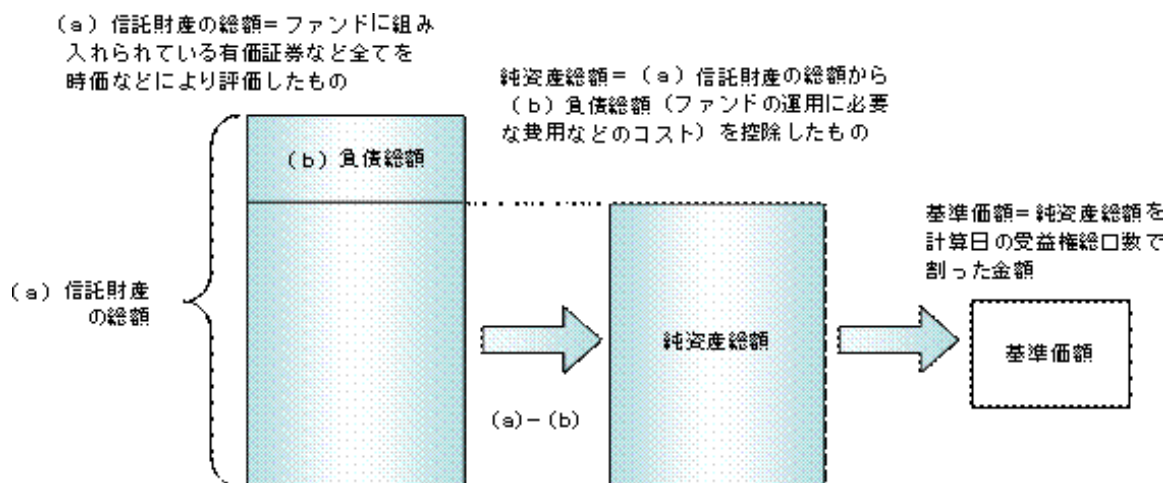 (a) 信託財産の総額=ファンドに組み
入れられている有価証券など全てを
時価などにより評価したもの
純資産総額=(a) 信託財産の総額から
(b) 負債総額(ファンドの運用に必要
な費用などのコスト)を控除したもの
(b) 負債総額
基準価額=純資産総額を
計算日の受益権総口数で
割った金額
(a) 信託財産
の総額
純資産総額
基準価額
(a)-(b)